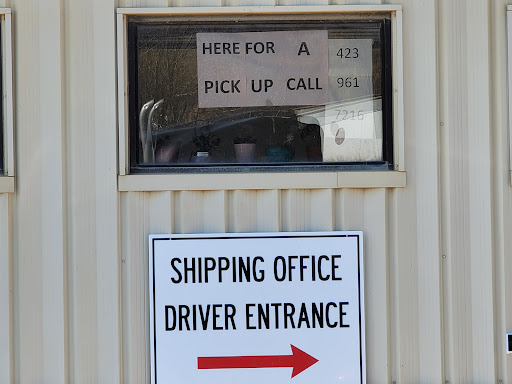 HERE FOR A
PICK UP CALL
423
961
7216
SHIPPING OFFICE
DRIVER ENTRANCE